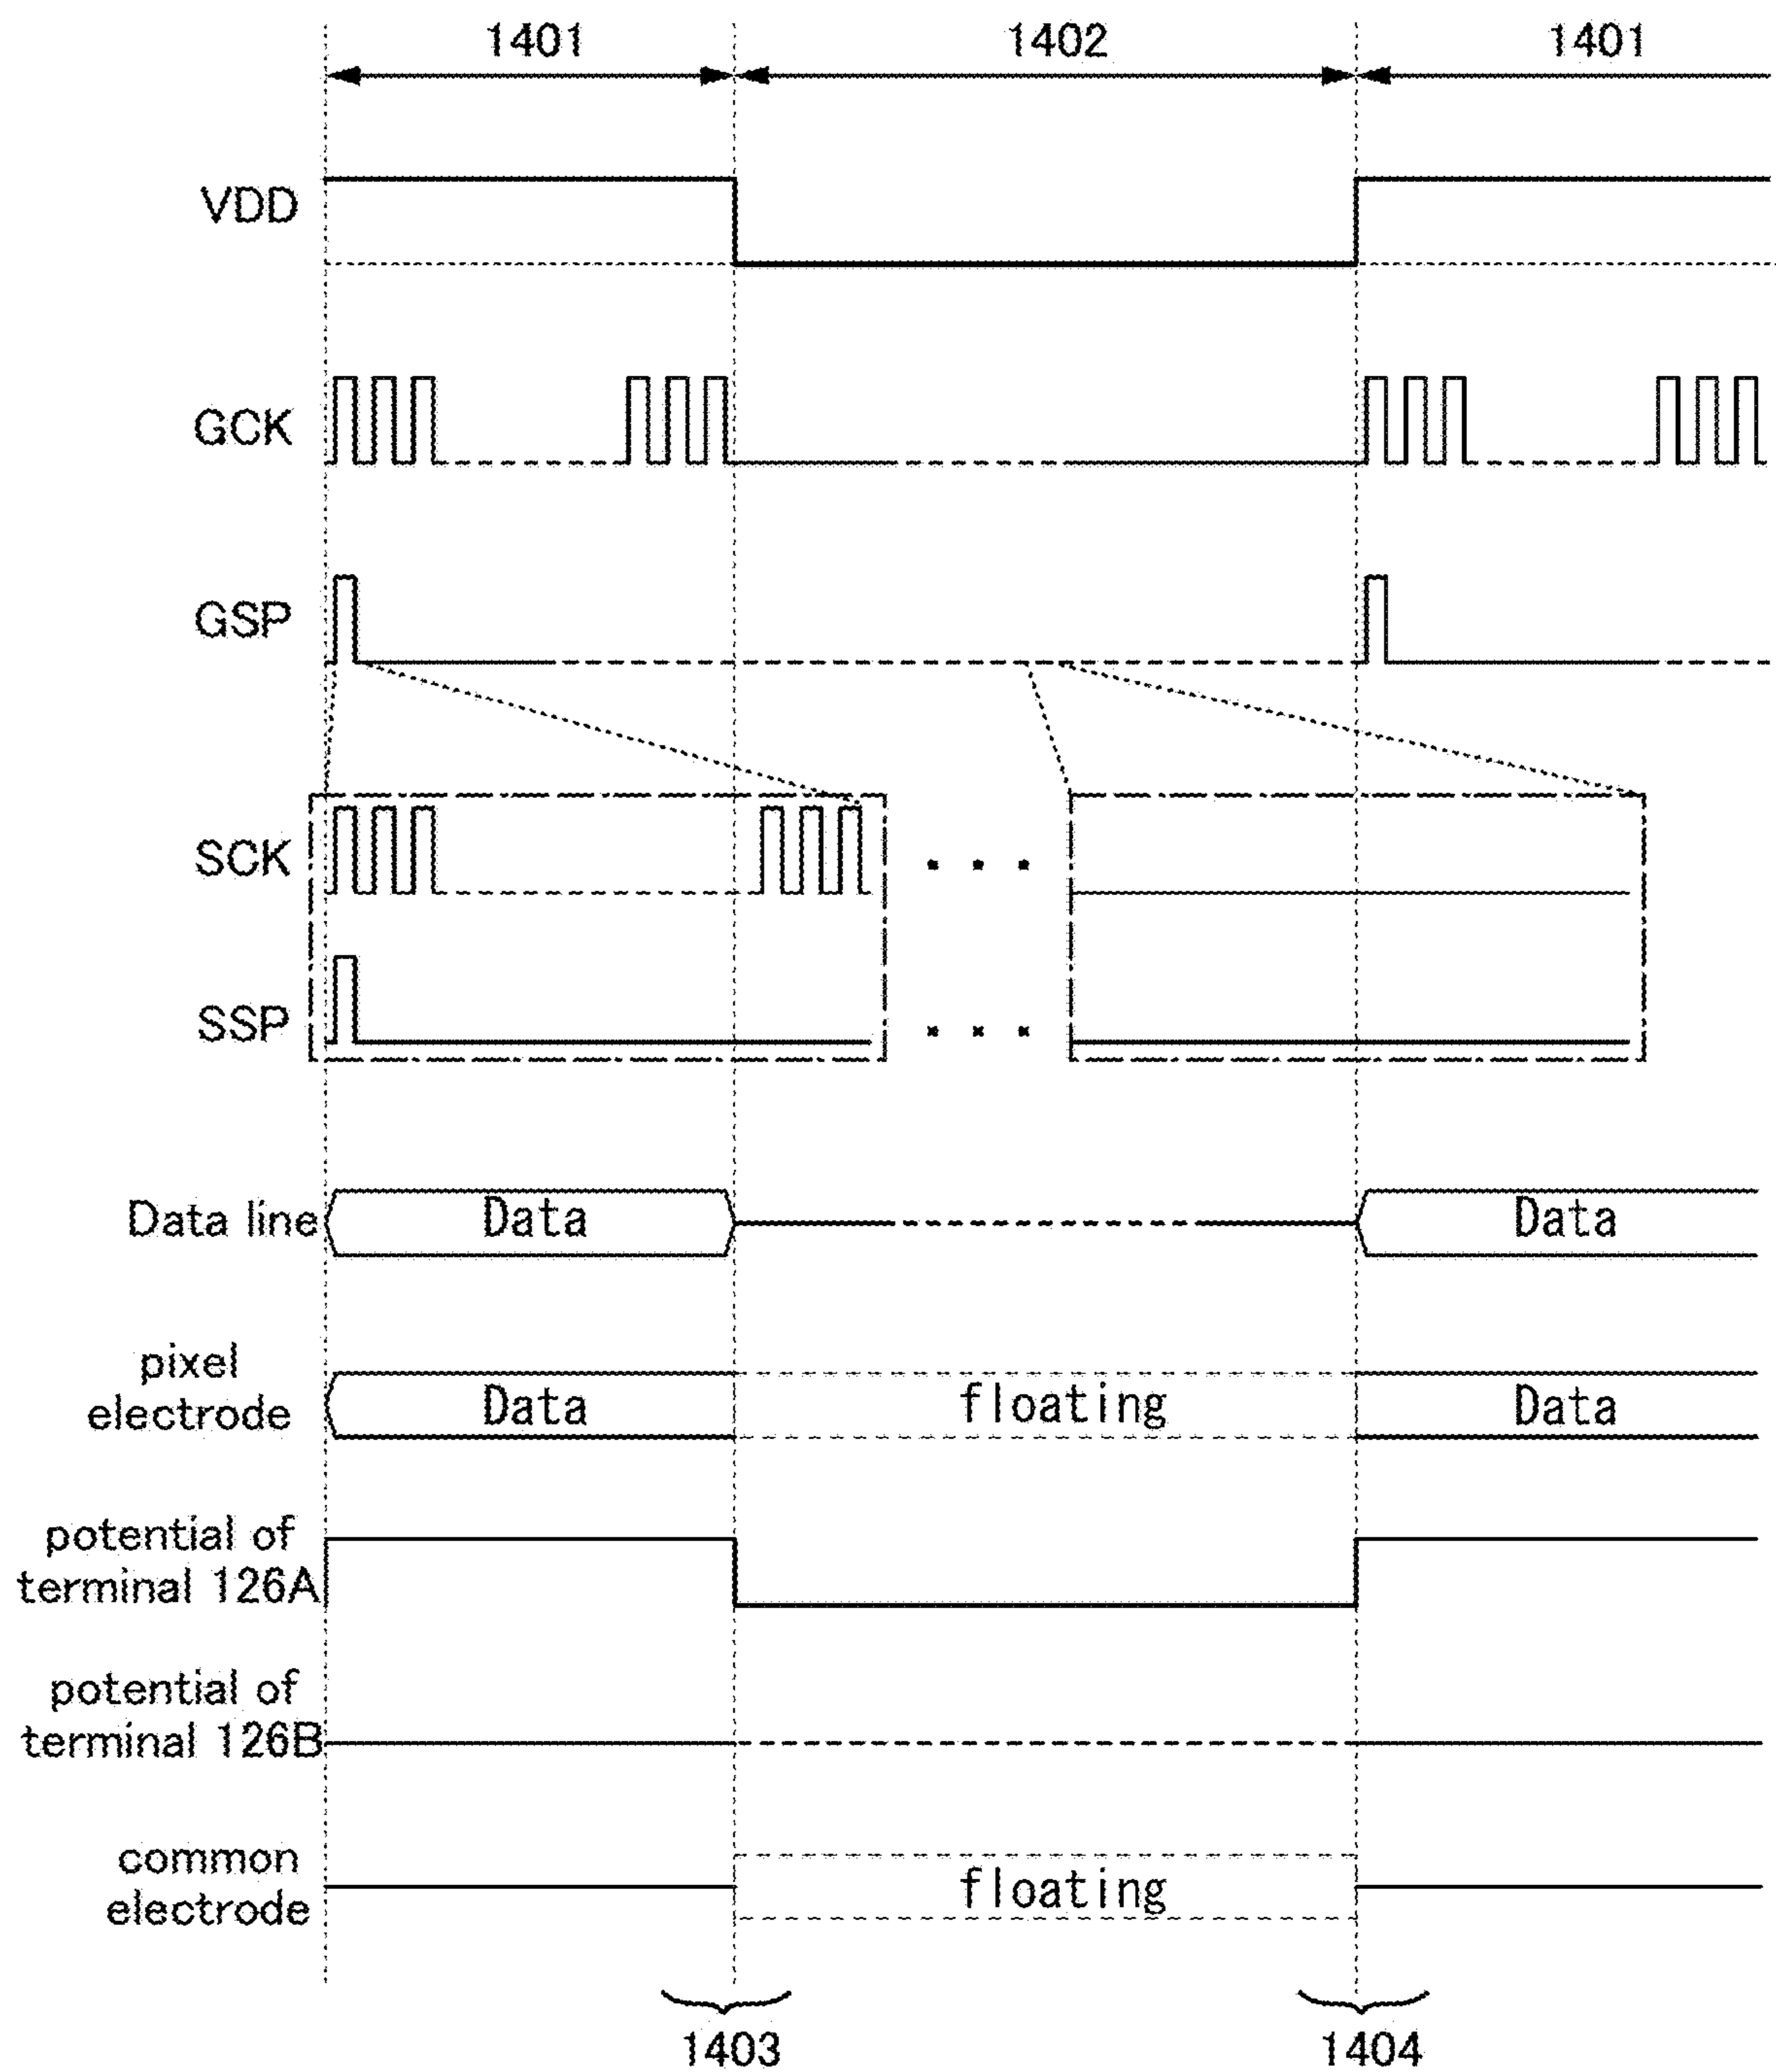 1401 1402 1401
VDD
GCK
GSP
SCK
. . .
SSP
. . .
Data line Data Data
pixel
electrode Data floating Data
potential of
terminal 126A
potential of
terminal 126B
common
electrode floating
1403 1404